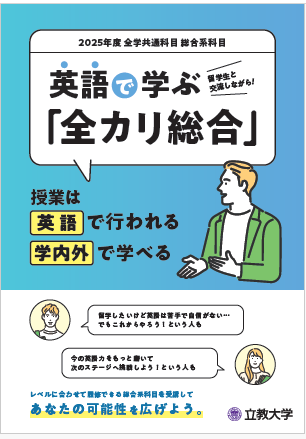 2025年度 全学共通科目 総合系科目
英語で学ぶ
留学生と
交流しながら!
「全カリ総合」
授業は
英語で行われる
学内外で学べる
留学したいけど英語は苦手で自信がない…
でもこれからやろう!という人も
今の英語力をもっと磨いて
次のステージへ挑戦しよう!という人も
レベルに合わせて履修できる総合系科目を受講して
あなたの可能性を広げよう。
立教大学